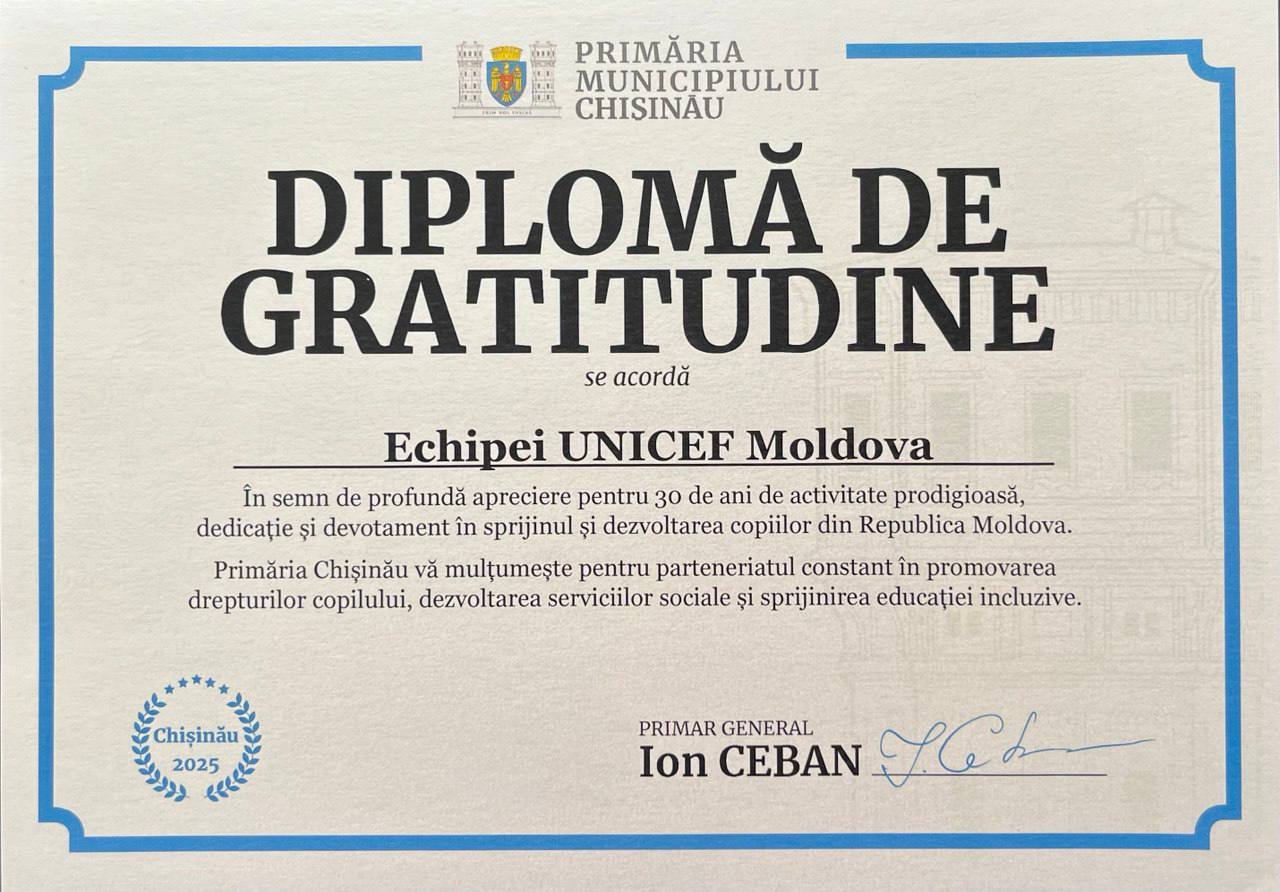 PRIMĂRIA
MUNICIPIULUI
CHIȘINĂU
DIPLOMĂ DE
GRATITUDINE
se acordă
Echipei UNICEF Moldova
În semn de profundă apreciere pentru 30 de ani de activitate prodigioasă,
dedicație și devotament în sprijinul și dezvoltarea copiilor din Republica Moldova.
Primăria Chișinău vă mulțumește pentru parteneriatul constant în promovarea
drepturilor copilului, dezvoltarea serviciilor sociale și sprijinirea educației incluzive.
Chișinău
2025
PRIMAR GENERAL
Ion CEBAN